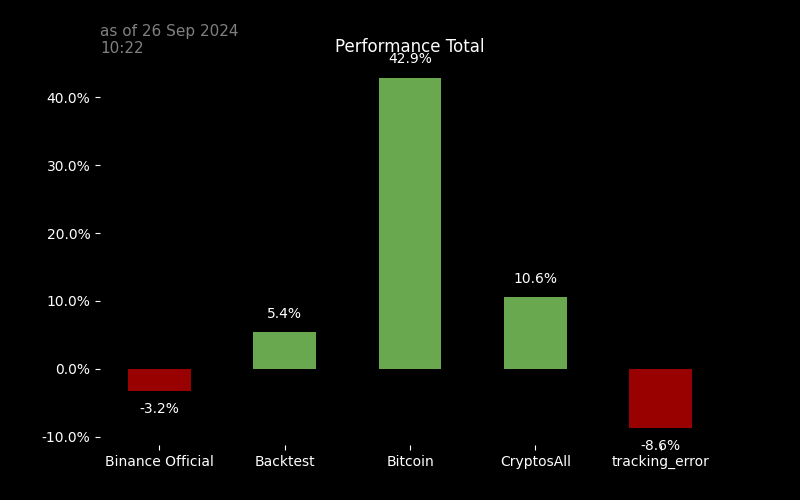 as of 26 Sep 2024
10:22
Performance Total
42.9%
40.0%
30.0%
20.0%
10.6%
10.0%
5.4%
0.0%
-3.2%
-10.0%
-8.6%
Binance Official
Backtest
Bitcoin
CryptosAll
tracking_error